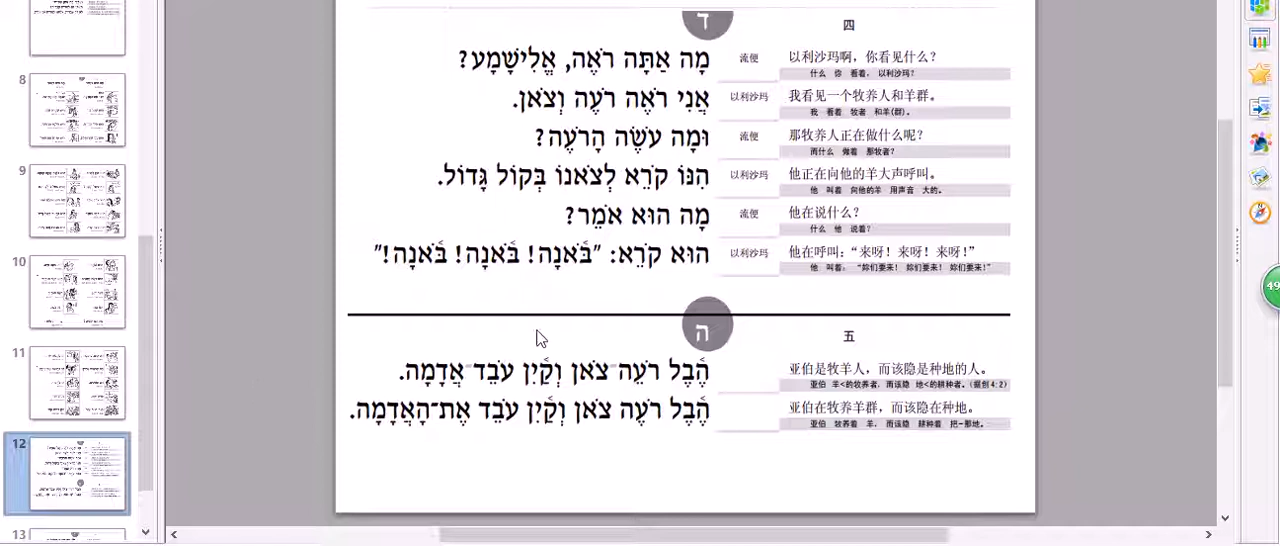 ד
四
מָה אַתָּה רֹאֶה, אֱלִישָׁמָע?
流便
以利沙玛啊，你看见什么？
什么 你 看着，以利沙玛？
אֲנִי רֹאֶה רֹעֶה וְצֹאן.
以利沙玛
我看见一个牧养人和羊群。
我 看着 牧者 和羊(群)。
וּמָה עֹשֶׂה הָרֹעֶה?
流便
那牧养人正在做什么呢？
而什么 做着 那牧者？
הִנּוֹ קֹרֵא לְצֹאנוֹ בְּקוֹל גָּדוֹל.
以利沙玛
他正在向他的羊大声呼叫。
他 叫着 向他的羊 用声音 大的。
מָה הוּא אֹמֵר?
流便
他在说什么？
什么 他 说着？
הוּא קֹרֵא: "בֹּ֫אנָה! בֹּ֫אנָה! בֹּ֫אנָה!"
以利沙玛
他在呼叫：“来呀！来呀！来呀！”
他 叫着：“妳们要来！妳们要来！妳们要来！”
ה
五
הֶ֫בֶל רֹעֵה־צֹאן וְקַ֫יִן עֹבֵד־אֲדָמָה.
亚伯是牧羊人，而该隐是种地的人。
亚伯 羊<的牧养者，而该隐 地<的耕种者。(据创4:2)
הֶ֫בֶל רֹעֶה צֹאן וְקַ֫יִן עֹבֵד אֶת־הָאֲדָמָה.
亚伯在牧养羊群，而该隐在种地。
亚伯 牧养着 羊，而该隐 耕种着 把-那地。
8
9
10
11
12
13
49